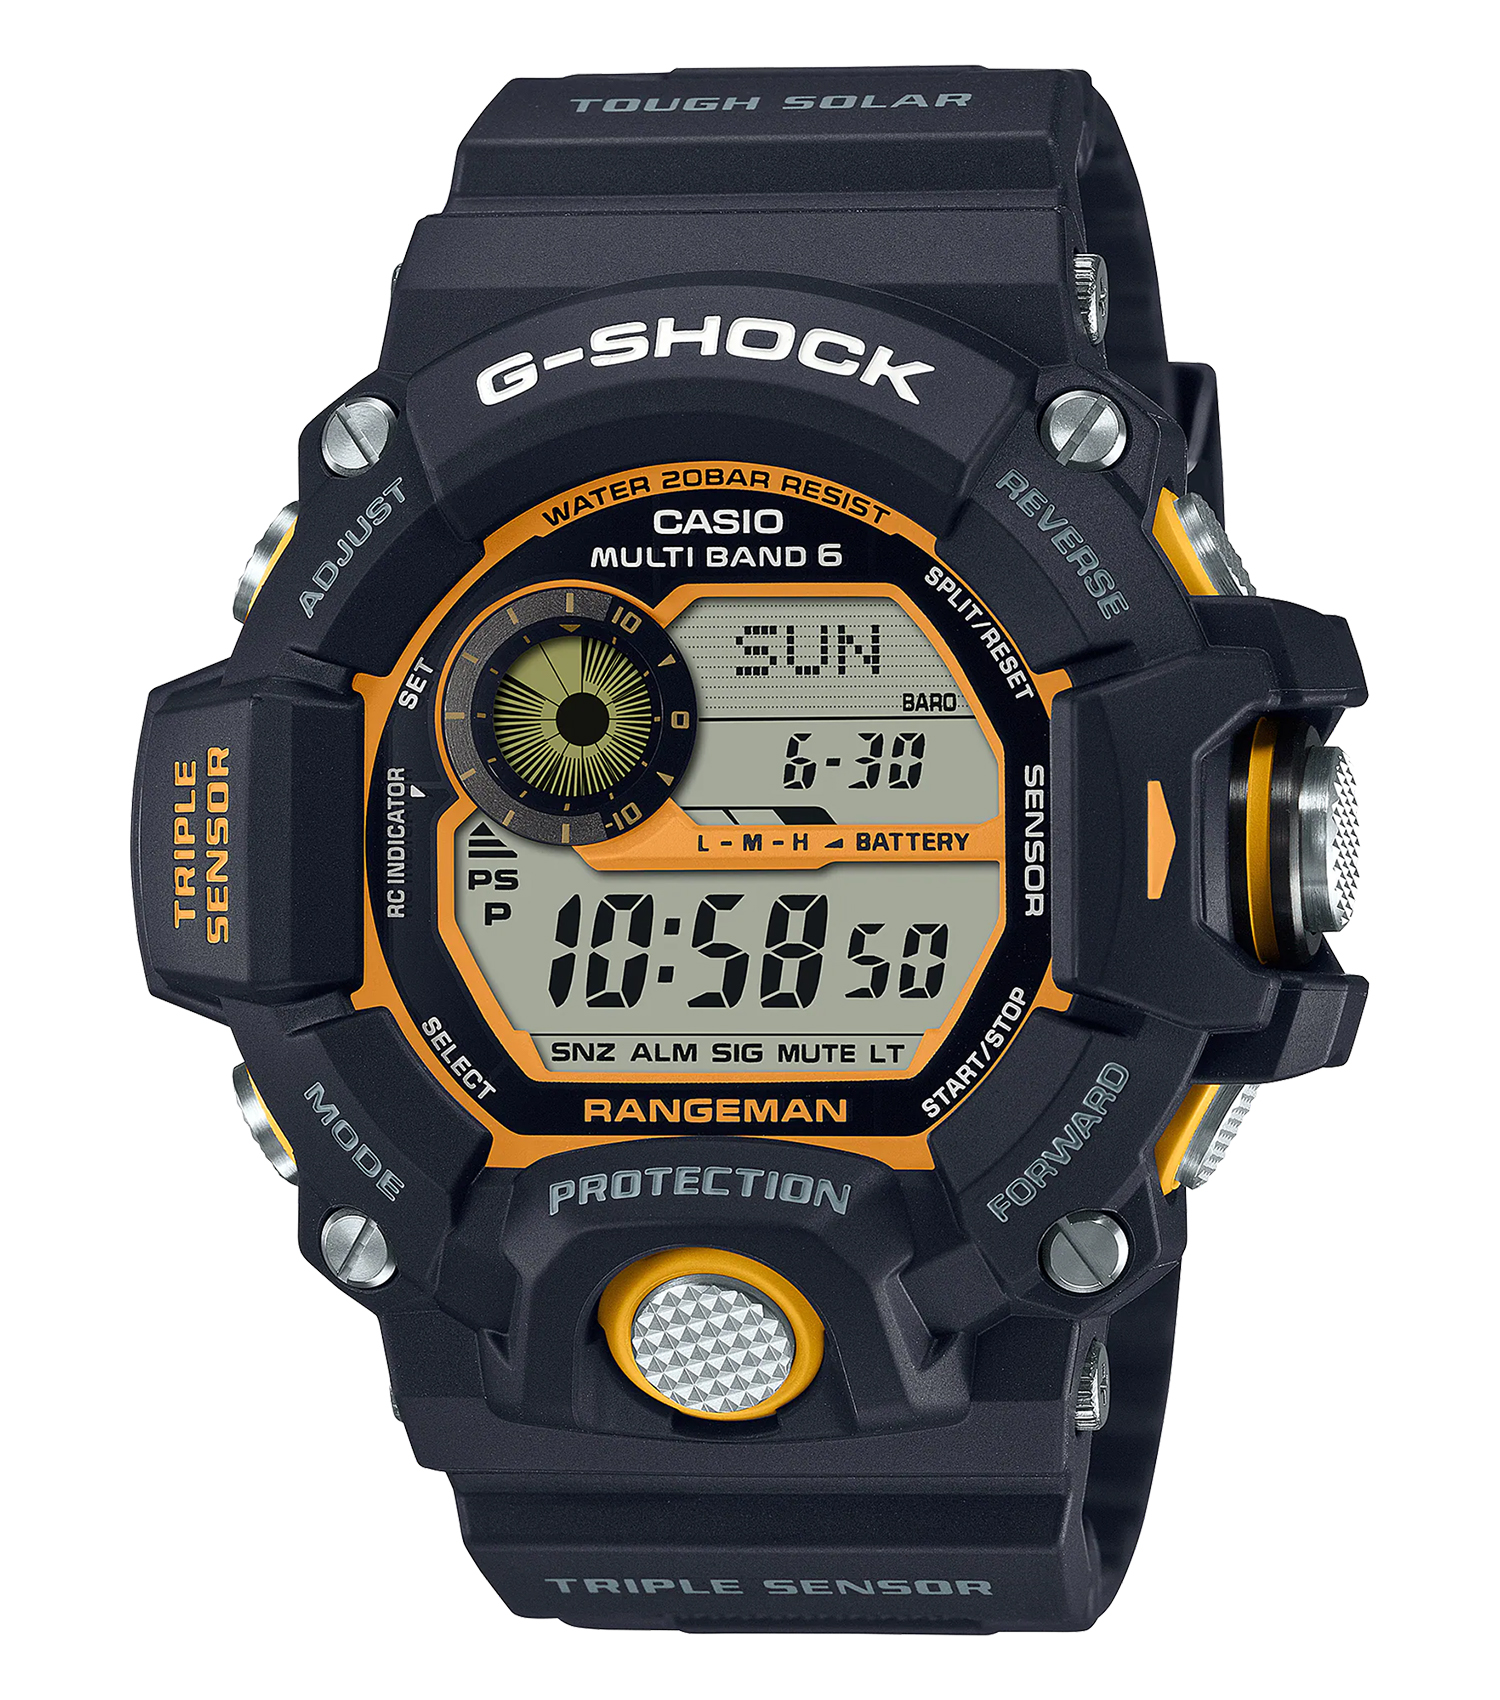 TOUGH SOLAR
G-SHOCK
ADJUST
REVERSE
WATER 20BAR RESIST
CASIO
MULTI BAND 6
SPLIT/RESET
SET
10
0
-10
SUN
BARO
6-30
TRIPLE
SENSOR
RC INDICATOR
SENSOR
L - M - H BATTERY
PS
P
10:58 50
SNZ ALM SIG MUTE LT
SELECT
START/STOP
RANGEMAN
MODE
FORWARD
PROTECTION
TRIPLE SENSOR